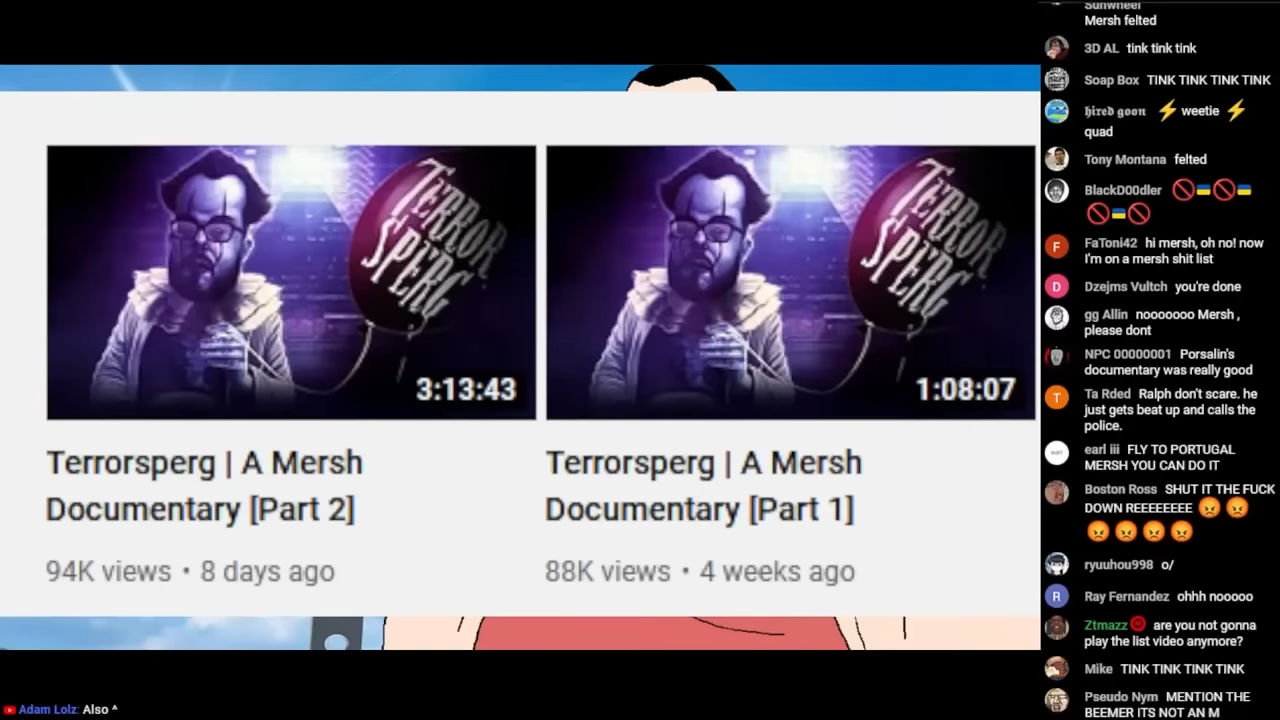 TERROR
SPERG
3:13:43
Terrorsperg | A Mersh
Documentary [Part 2]
94K views • 8 days ago
TERROR
SPERG
1:08:07
Terrorsperg | A Mersh
Documentary [Part 1]
88K views • 4 weeks ago
Adam Lolz: Also ^
Sunwheel
Mersh felted
3D AL tink tink tink
Soap Box TINK TINK TINK TINK
𝖍𝖎𝖗𝖊𝖉 𝖌𝖔𝖔𝖓 ⚡ weetie ⚡
quad
Tony Montana felted
BlackD00dler 🚫🇺🇦🚫🇺🇦
🚫🇺🇦🚫
F
FaToni42 hi mersh, oh no! now
I'm on a mersh shit list
D
Dzejms Vultch you're done
gg Allin nooooooo Mersh ,
please dont
NPC 00000001 Porsalin's
documentary was really good
T
Ta Rded Ralph don't scare. he
just gets beat up and calls the
police.
earl iii FLY TO PORTUGAL
MERSH YOU CAN DO IT
Boston Ross SHUT IT THE FUCK
DOWN REEEEEEEE 😡 😡
😡 😡 😡 😡
ryuuhou998 o/
R
Ray Fernandez ohhh nooooo
Ztmazz are you not gonna
play the list video anymore?
Mike TINK TINK TINK TINK
Pseudo Nym MENTION THE
BEEMER ITS NOT AN M